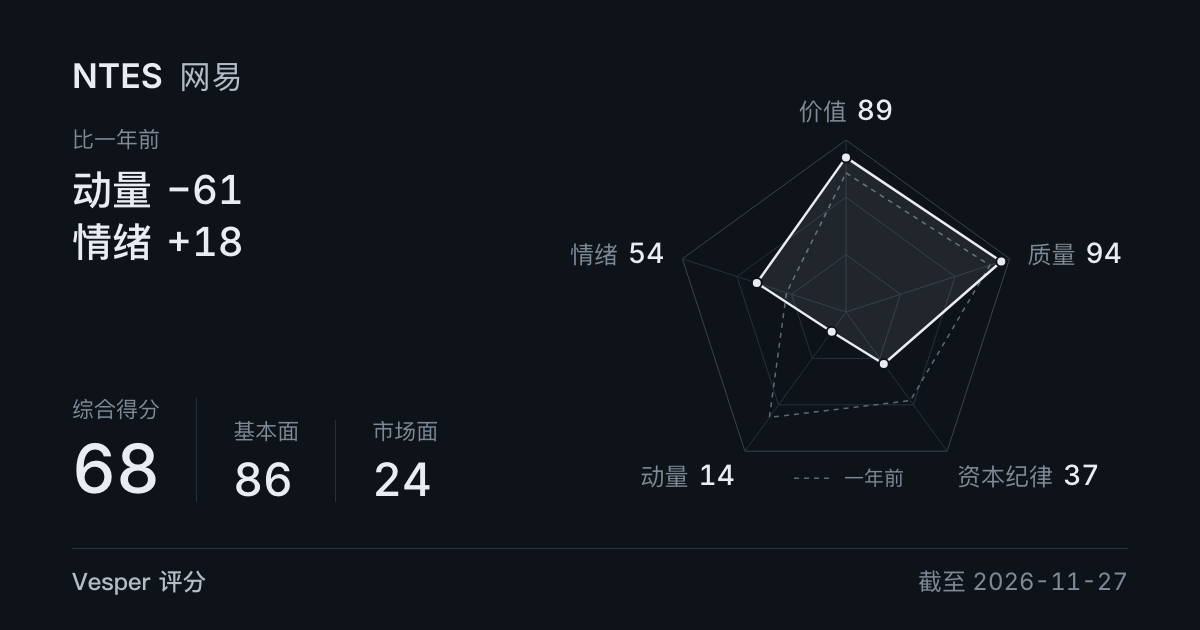 NTES 网易
比一年前
动量 −61
情绪 +18
综合得分
68
基本面
86
市场面
24
价值 89
质量 94
情绪 54
动量 14
一年前
资本纪律 37
Vesper 评分
截至 2026-11-27